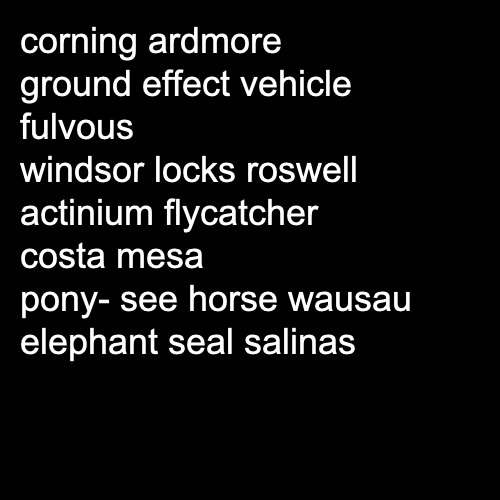 corning ardmore
ground effect vehicle
fulvous
windsor locks roswell
actinium flycatcher
costa mesa
pony- see horse wausau
elephant seal salinas